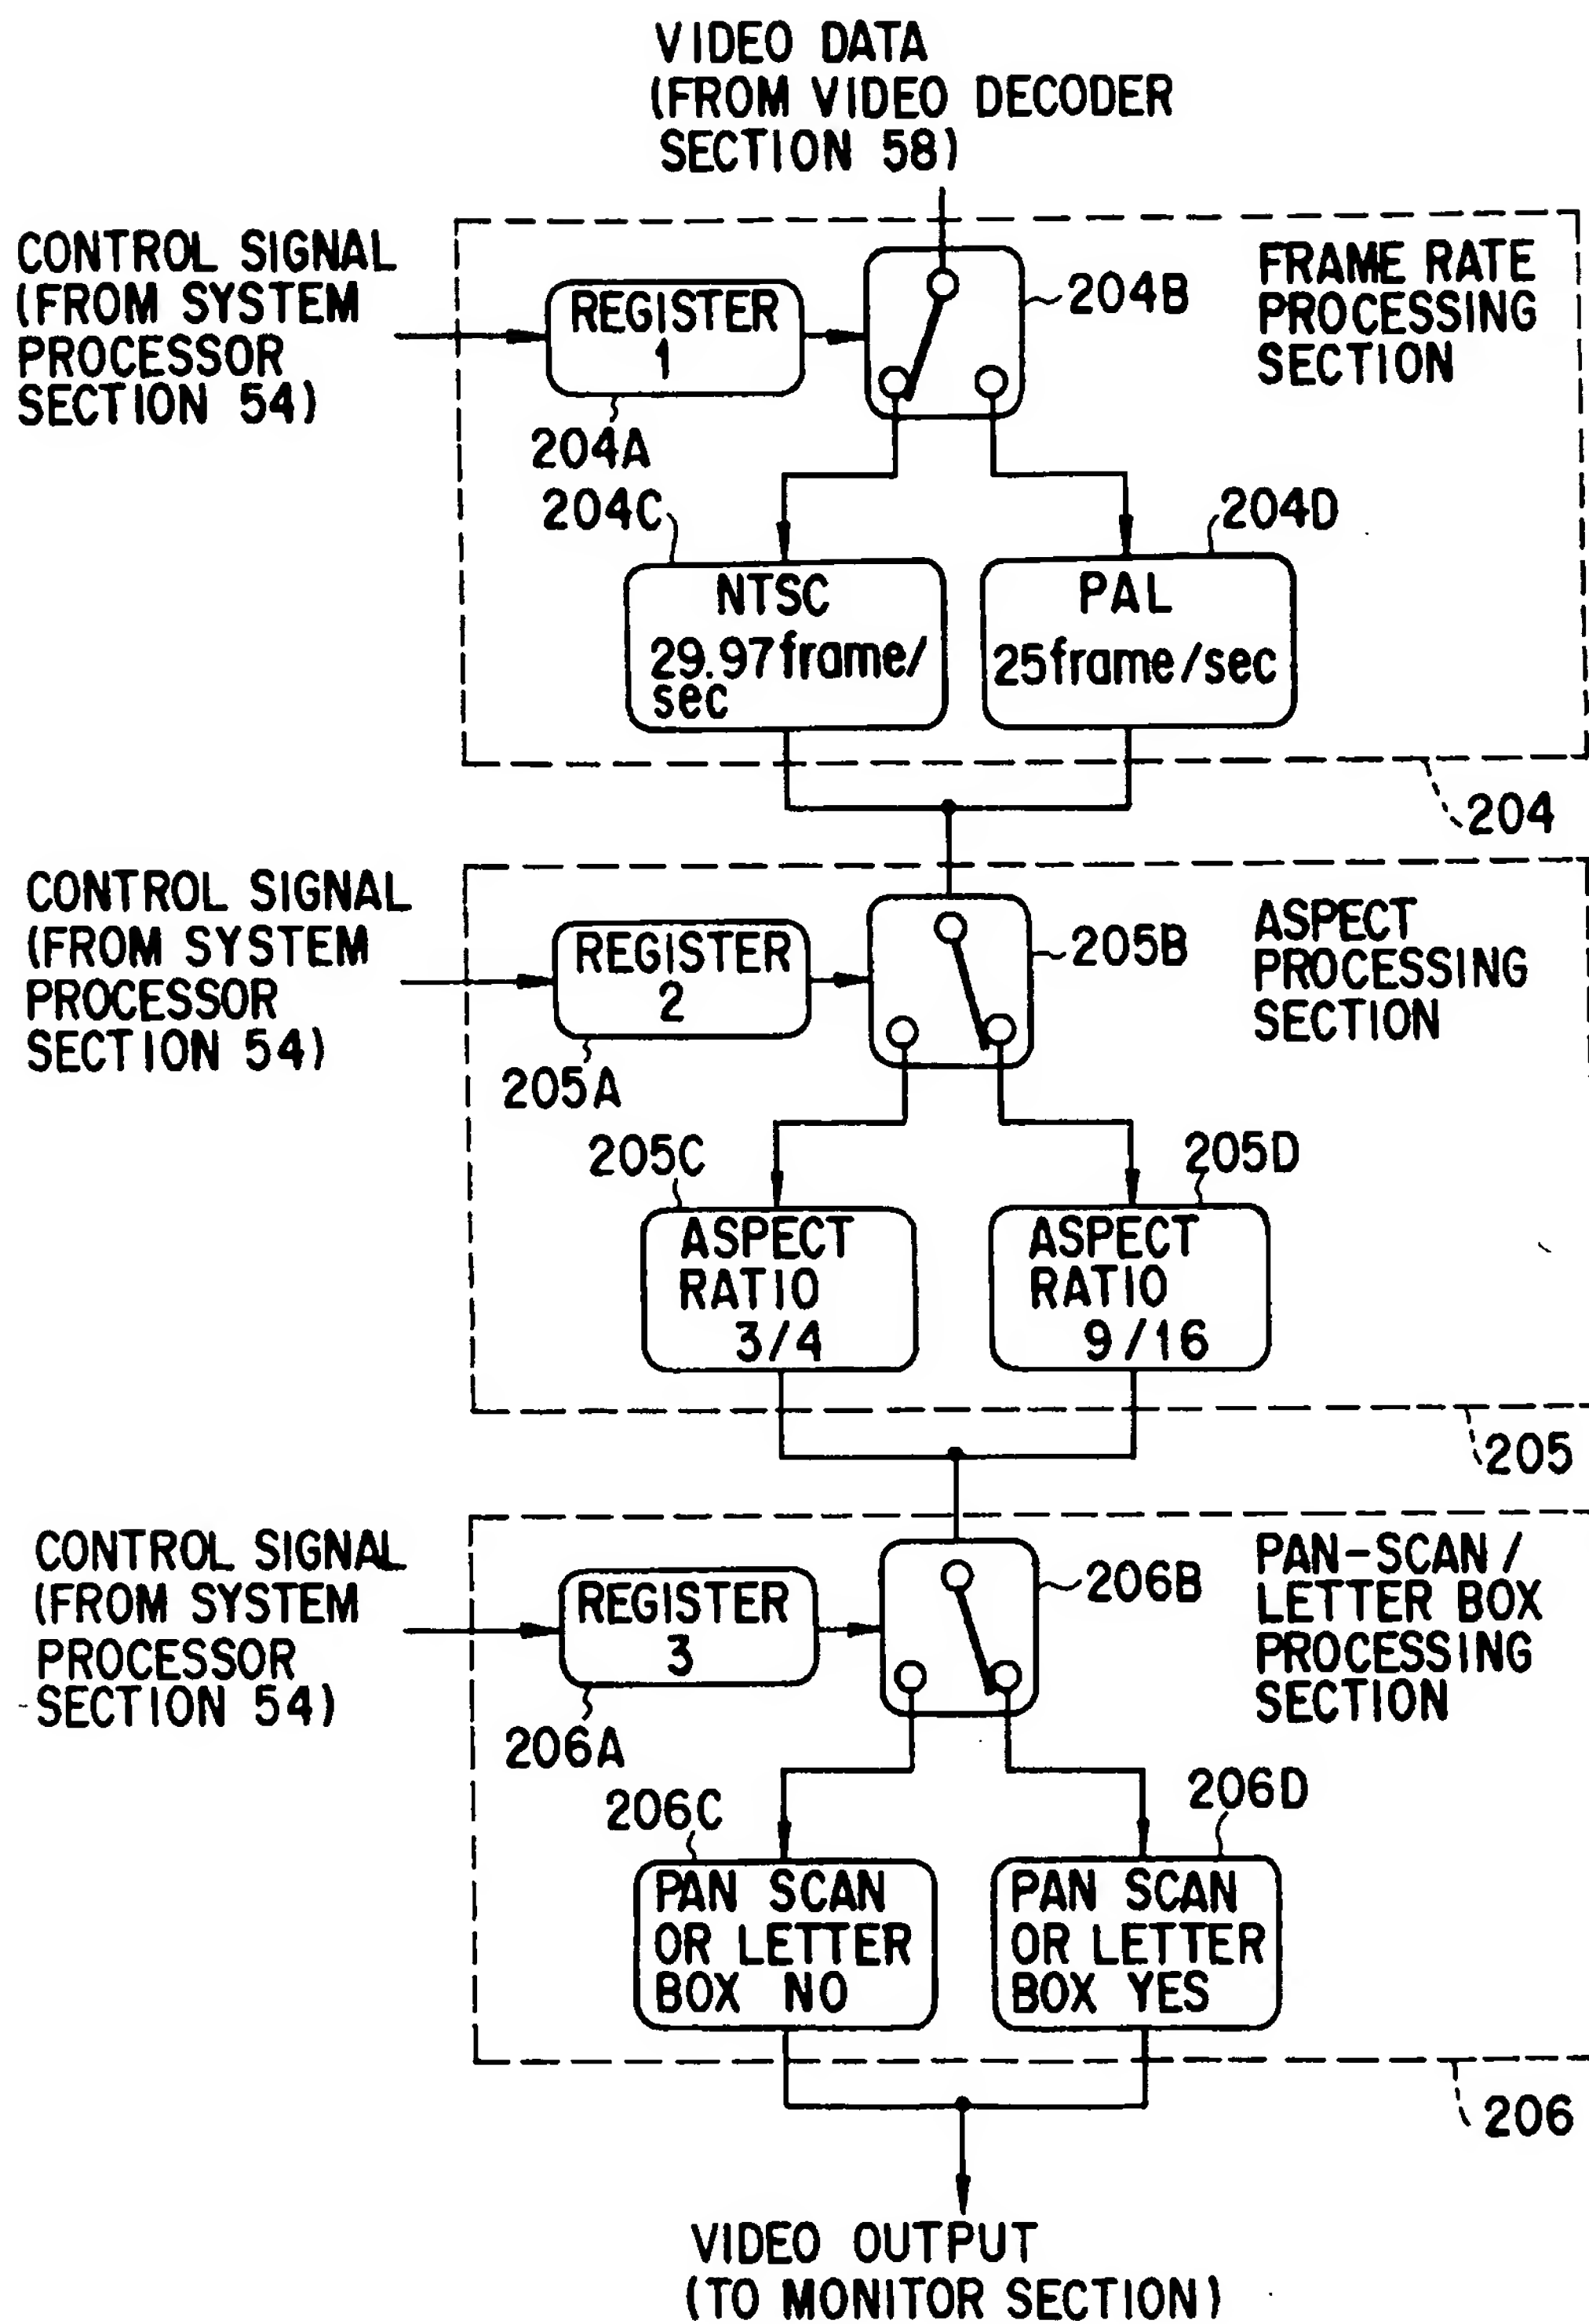 VIDEO DATA
(FROM VIDEO DECODER
SECTION 58)
CONTROL SIGNAL
(FROM SYSTEM
PROCESSOR
SECTION 54)
REGISTER
1
204A
204B
FRAME RATE
PROCESSING
SECTION
204C
204D
NTSC
29.97frame/
sec
PAL
25frame/sec
204
CONTROL SIGNAL
(FROM SYSTEM
PROCESSOR
SECTION 54)
REGISTER
2
205A
205B
ASPECT
PROCESSING
SECTION
205C
205D
ASPECT
RATIO
3/4
ASPECT
RATIO
9/16
205
CONTROL SIGNAL
(FROM SYSTEM
PROCESSOR
SECTION 54)
REGISTER
3
206A
206B
PAN-SCAN/
LETTER BOX
PROCESSING
SECTION
206C
206D
PAN SCAN
OR LETTER
BOX NO
PAN SCAN
OR LETTER
BOX YES
206
VIDEO OUTPUT
(TO MONITOR SECTION)